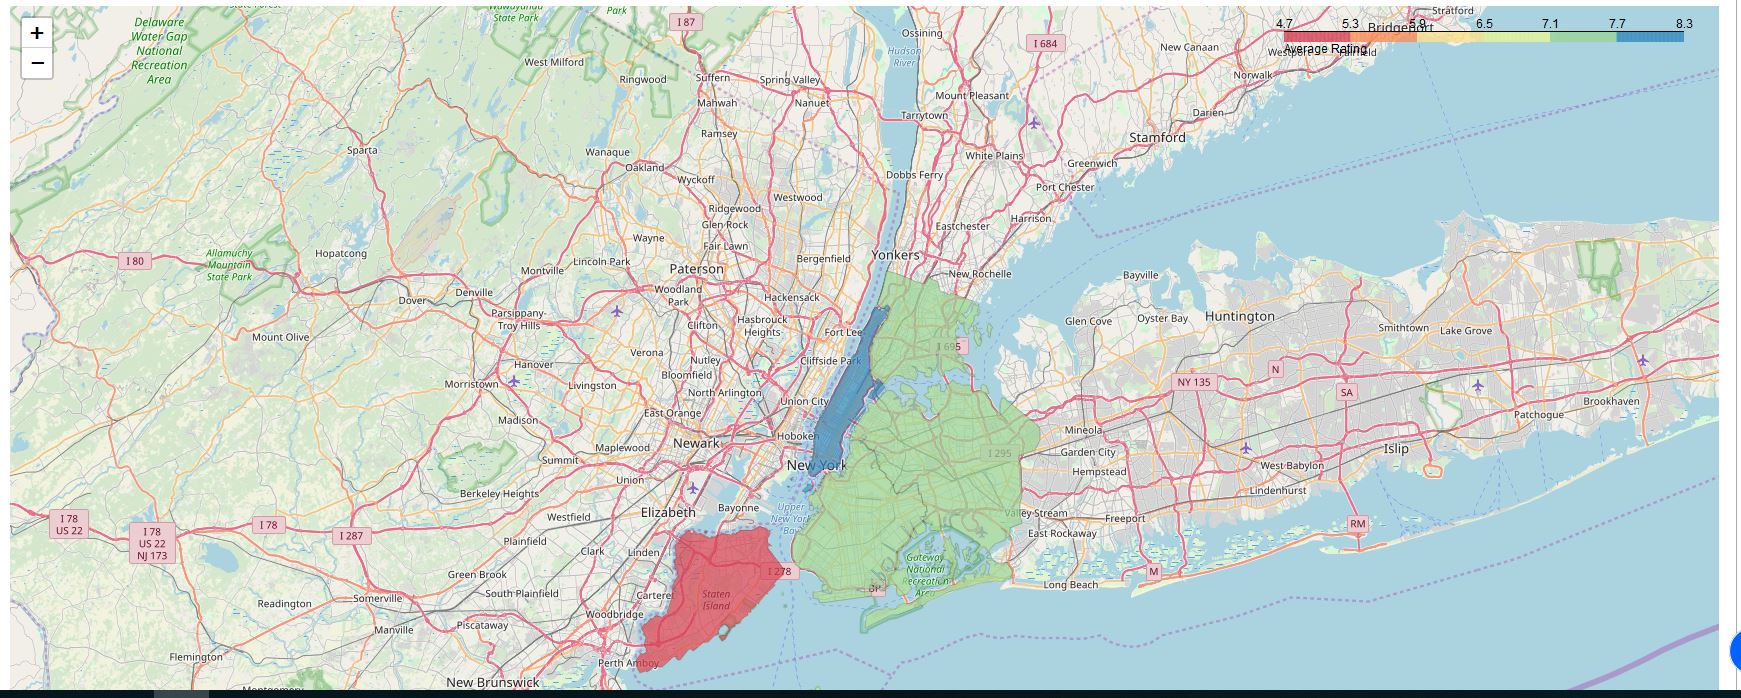 +
−
4.7 5.3 5.9 6.5 7.1 7.7 8.3
Average Rating
Delaware
Water Gap
National
Recreation
Area
State Park
Park
I 87
Ossining
Hudson
River
I 684
Stratford
Bridgeport
New Canaan
Westport
Fairfield
Norwalk
West Milford
Ringwood
Suffern
Spring Valley
Mahwah
Nanuet
Mount Pleasant
Tarrytown
Darien
Stamford
Sparta
Ramsey
Wanaque
Oakland
Wyckoff
White Plains
Greenwich
Dobbs Ferry
Port Chester
Westwood
Ridgewood
Glen Rock
Harrison
Eastchester
Wayne
Fair Lawn
I 80
Allamuchy
Mountain
State Park
Hopatcong
Lincoln Park
Bergenfield
Yonkers
Montville
Paterson
New Rochelle
Bayville
Denville
Dover
Woodland
Park
Hackensack
Parsippany-
Troy Hills
Clifton
Hasbrouck
Heights
Fort Lee
Glen Cove
Oyster Bay
Huntington
Smithtown
Lake Grove
Mount Olive
I 695
Verona
Nutley
Cliffside Park
Hanover
Bloomfield
N
Morristown
Livingston
North Arlington
NY 135
SA
Union City
Brookhaven
East Orange
Patchogue
Madison
Hoboken
Mineola
Newark
Maplewood
Garden City
I 295
Islip
Summit
New York
Hempstead
West Babylon
Union
Berkeley Heights
Lindenhurst
Elizabeth
Bayonne
Upper
New York
Bay
Valley Stream
Freeport
Westfield
I 78
US 22
I 78
US 22
NJ 173
I 78
I 287
RM
East Rockaway
Plainfield
Clark
Linden
Gateway
National
Recreation
Area
I 278
M
Green Brook
Long Beach
BP
South Plainfield
Carteret
Staten
Island
Somerville
Readington
Woodbridge
Manville
Piscataway
Flemington
Perth Amboy
New Brunswick